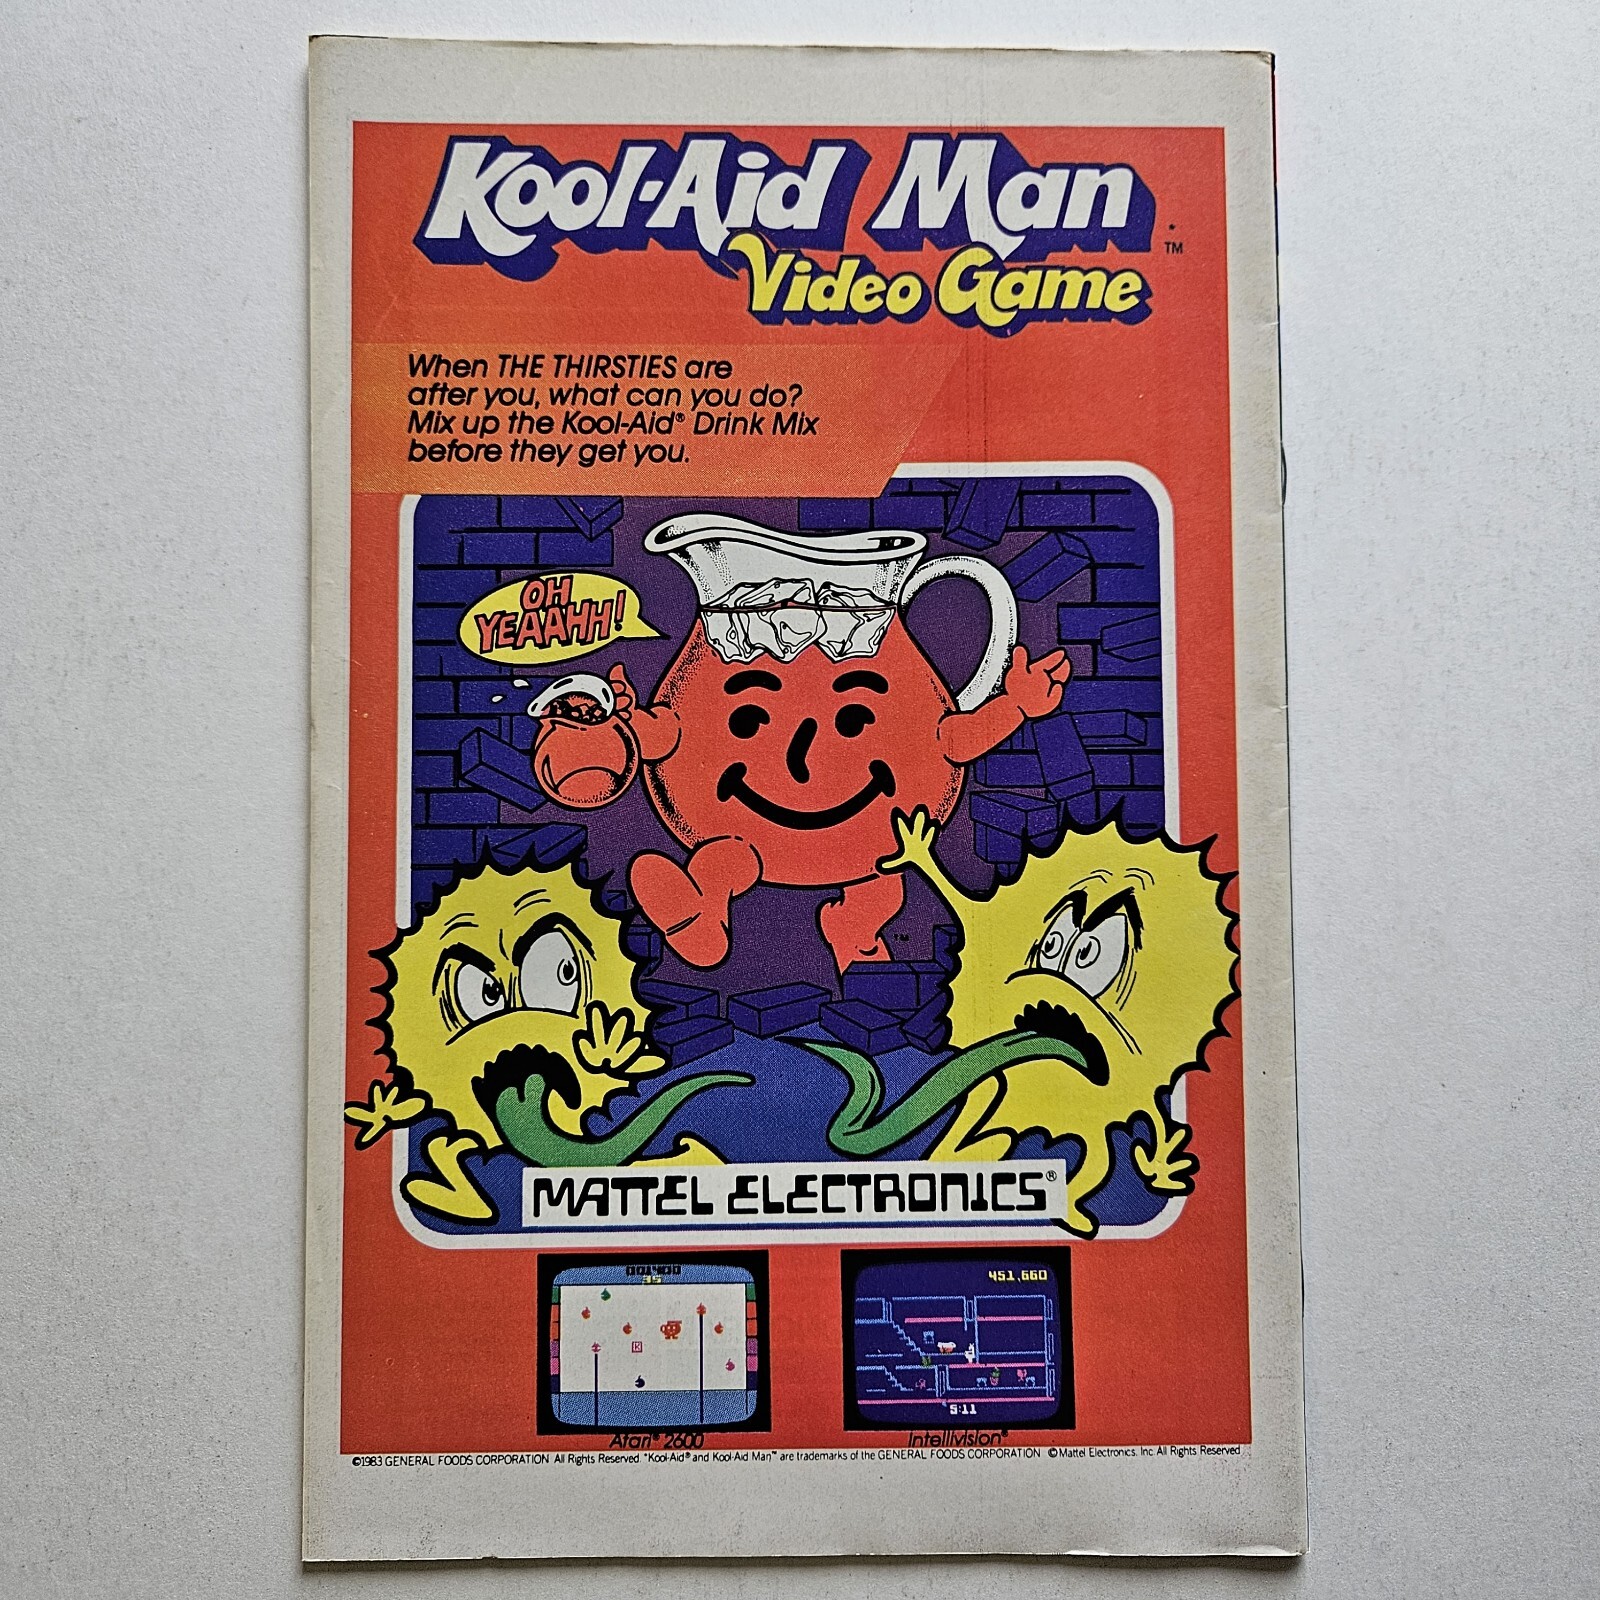 Kool-Aid Man
TM
Video Game
When THE THIRSTIES are
after you, what can you do?
Mix up the Kool-Aid® Drink Mix
before they get you.
OH
YEAAHH!
TM
MATTEL ELECTRONICS®
35
451,660
5:11
Atari® 2600
Intellivision®
©1983 GENERAL FOODS CORPORATION All Rights Reserved. "Kool-Aid® and Kool-Aid Man™ are trademarks of the GENERAL FOODS CORPORATION ©Mattel Electronics, Inc. All Rights Reserved